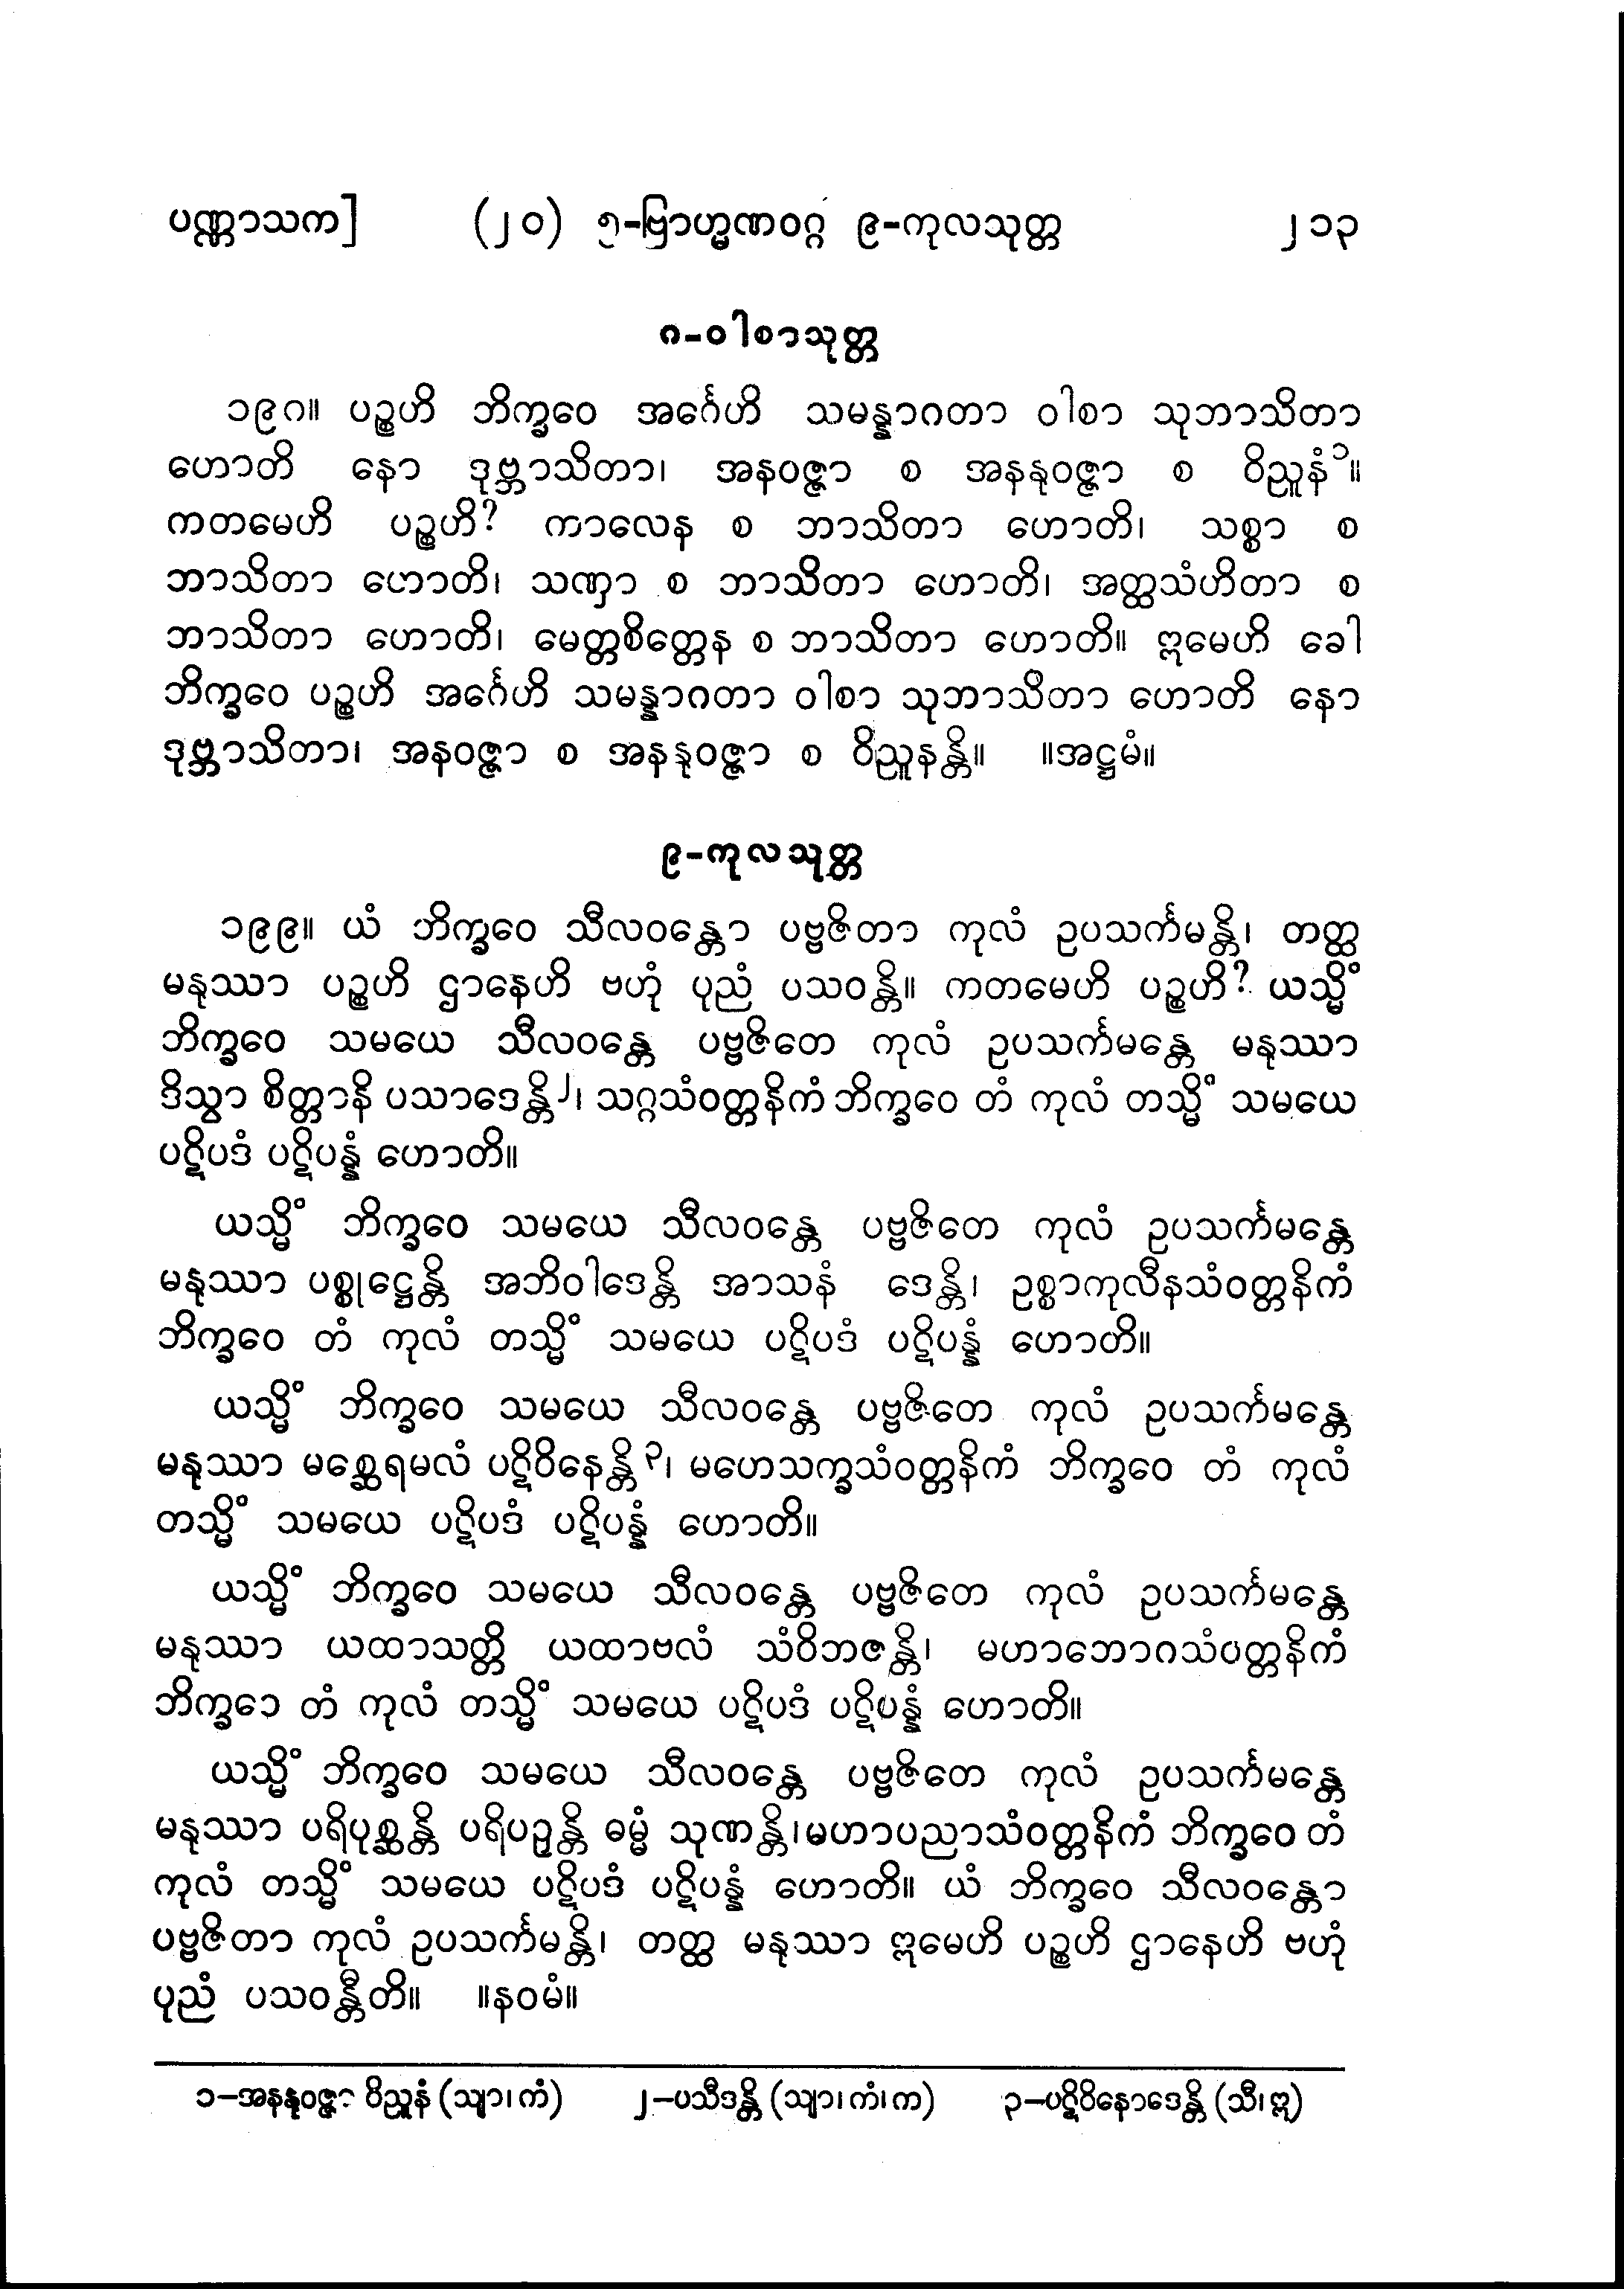 ပဏ္ဏာသက] (၂၀) ၅-ဗြာဟ္မဏဝဂ္ဂ ၉-ကုလသုတ္တ ၂၁၃
၈-ဝါစာသုတ္တ
၁၉၈။ ပဉ္စဟိ ဘိက္ခဝေ အင်္ဂေဟိ သမန္နာဂတာ ဝါစာ သုဘာသိတာ
ဟောတိ နော ဒုဗ္ဘာသိတာ၊ အနဝဇ္ဇာ စ အနနုဝဇ္ဇာ စ ဝိညူနံ၁။
ကတမေဟိ ပဉ္စဟိ? ကာလေန စ ဘာသိတာ ဟောတိ၊ သစ္စာ စ
ဘာသိတာ ဟောတိ၊ သဏှာ စ ဘာသိတာ ဟောတိ၊ အတ္ထသံဟိတာ စ
ဘာသိတာ ဟောတိ၊ မေတ္တစိတ္တေန စ ဘာသိတာ ဟောတိ။ ဣမေဟိ ခေါ
ဘိက္ခဝေ ပဉ္စဟိ အင်္ဂေဟိ သမန္နာဂတာ ဝါစာ သုဘာသိတာ ဟောတိ နော
ဒုဗ္ဘာသိတာ၊ အနဝဇ္ဇာ စ အနနုဝဇ္ဇာ စ ဝိညူနန္တိ။ ။အဋ္ဌမံ။
၉-ကုလသုတ္တ
၁၉၉။ ယံ ဘိက္ခဝေ သီလဝန္တော ပဗ္ဗဇိတာ ကုလံ ဥပသင်္ကမန္တိ၊ တတ္ထ
မနုဿာ ပဉ္စဟိ ဌာနေဟိ ဗဟုံ ပုညံ ပသဝန္တိ။ ကတမေဟိ ပဉ္စဟိ? ယသ္မိံ
ဘိက္ခဝေ သမယေ သီလဝန္တေ ပဗ္ဗဇိတေ ကုလံ ဥပသင်္ကမန္တေ မနုဿာ
ဒိသွာ စိတ္တာနိ ပသာဒေန္တိ၂၊ သဂ္ဂသံဝတ္တနိကံ ဘိက္ခဝေ တံ ကုလံ တသ္မိံ သမယေ
ပဋိပဒံ ပဋိပန္နံ ဟောတိ။
ယသ္မိံ ဘိက္ခဝေ သမယေ သီလဝန္တေ ပဗ္ဗဇိတေ ကုလံ ဥပသင်္ကမန္တေ
မနုဿာ ပစ္စုဋ္ဌေန္တိ အဘိဝါဒေန္တိ အာသနံ ဒေန္တိ၊ ဥစ္စာကုလီနသံဝတ္တနိကံ
ဘိက္ခဝေ တံ ကုလံ တသ္မိံ သမယေ ပဋိပဒံ ပဋိပန္နံ ဟောတိ။
ယသ္မိံ ဘိက္ခဝေ သမယေ သီလဝန္တေ ပဗ္ဗဇိတေ ကုလံ ဥပသင်္ကမန္တေ
မနုဿာ မစ္ဆေရမလံ ပဋိဝိနေန္တိ၃၊ မဟေသက္ခသံဝတ္တနိကံ ဘိက္ခဝေ တံ ကုလံ
တသ္မိံ သမယေ ပဋိပဒံ ပဋိပန္နံ ဟောတိ။
ယသ္မိံ ဘိက္ခဝေ သမယေ သီလဝန္တေ ပဗ္ဗဇိတေ ကုလံ ဥပသင်္ကမန္တေ
မနုဿာ ယထာသတ္တိ ယထာဗလံ သံဝိဘဇန္တိ၊ မဟာဘောဂသံဝတ္တနိကံ
ဘိက္ခဝေ တံ ကုလံ တသ္မိံ သမယေ ပဋိပဒံ ပဋိပန္နံ ဟောတိ။
ယသ္မိံ ဘိက္ခဝေ သမယေ သီလဝန္တေ ပဗ္ဗဇိတေ ကုလံ ဥပသင်္ကမန္တေ
မနုဿာ ပရိပုစ္ဆန္တိ ပရိပဉှန္တိ ဓမ္မံ သုဏန္တိ၊မဟာပညာသံဝတ္တနိကံ ဘိက္ခဝေ တံ
ကုလံ တသ္မိံ သမယေ ပဋိပဒံ ပဋိပန္နံ ဟောတိ။ ယံ ဘိက္ခဝေ သီလဝန္တော
ပဗ္ဗဇိတာ ကုလံ ဥပသင်္ကမန္တိ၊ တတ္ထ မနုဿာ ဣမေဟိ ပဉ္စဟိ ဌာနေဟိ ဗဟုံ
ပုညံ ပသဝန္တီတိ။ ။နဝမံ။
၁–အနနုဝဇ္ဇာ ဝိညူနံ (သျာ၊ကံ) ၂–ပသီဒန္တိ (သျာ၊ကံ၊က) ၃–ပဋိဝိနောဒေန္တိ (သီ၊ဣ)